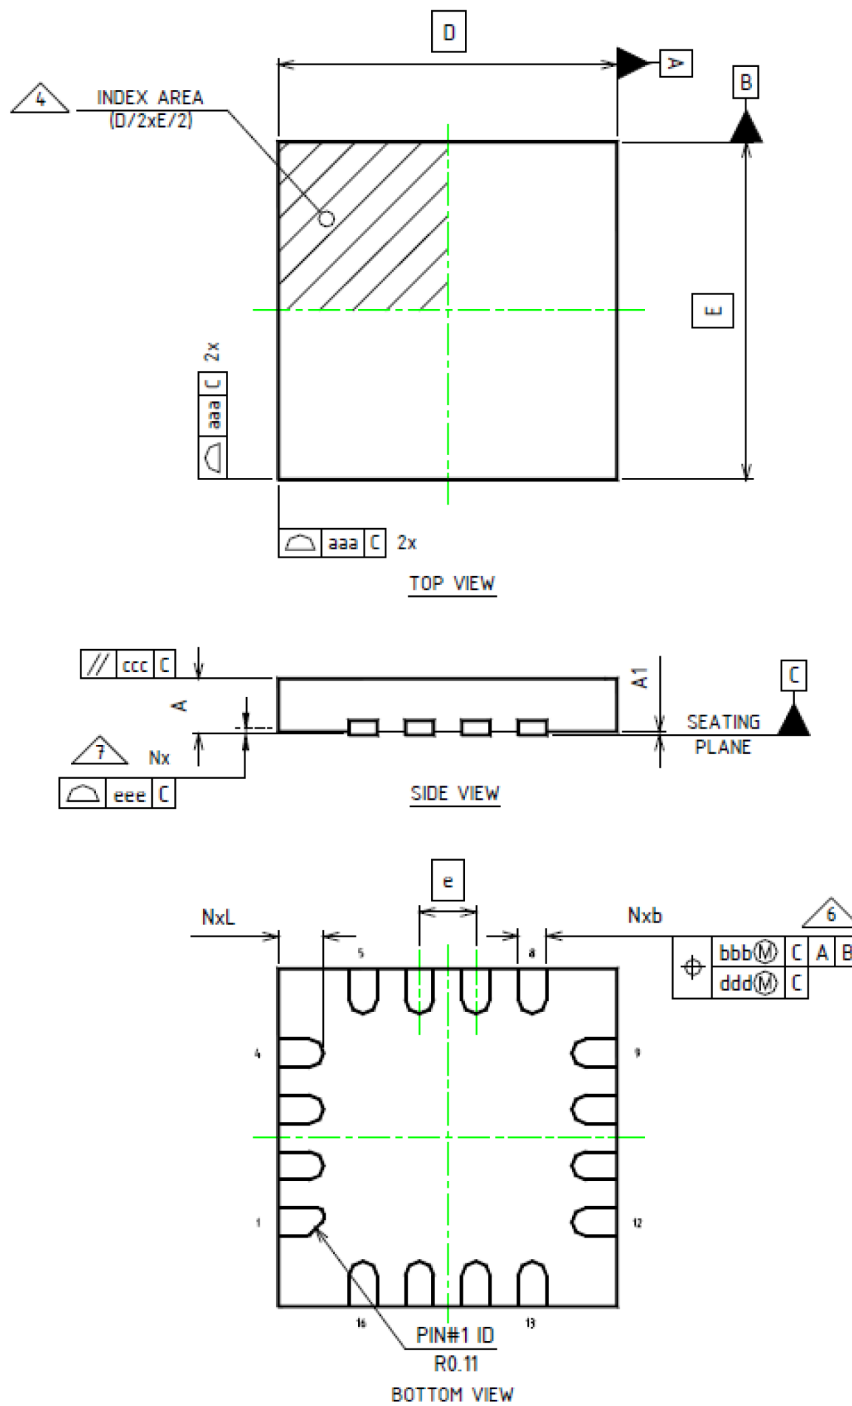 D
A
B
4
INDEX AREA
(D/2xE/2)
E
aaa C 2x
aaa C 2x
TOP VIEW
// ccc C
A
A1
C
SEATING
PLANE
7
Nx
eee C
SIDE VIEW
e
NxL
Nxb
6
bbbⓂ C A B
dddⓂ C
5
8
4
9
1
12
16
13
PIN#1 ID
R0.11
BOTTOM VIEW